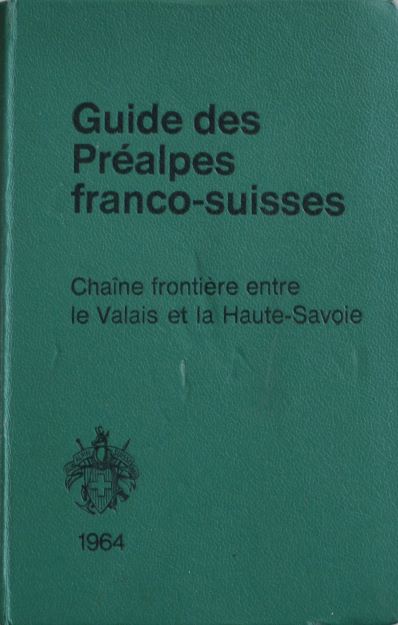 Guide des
Préalpes
franco-suisses
Chaîne frontière entre
le Valais et la Haute-Savoie
1964